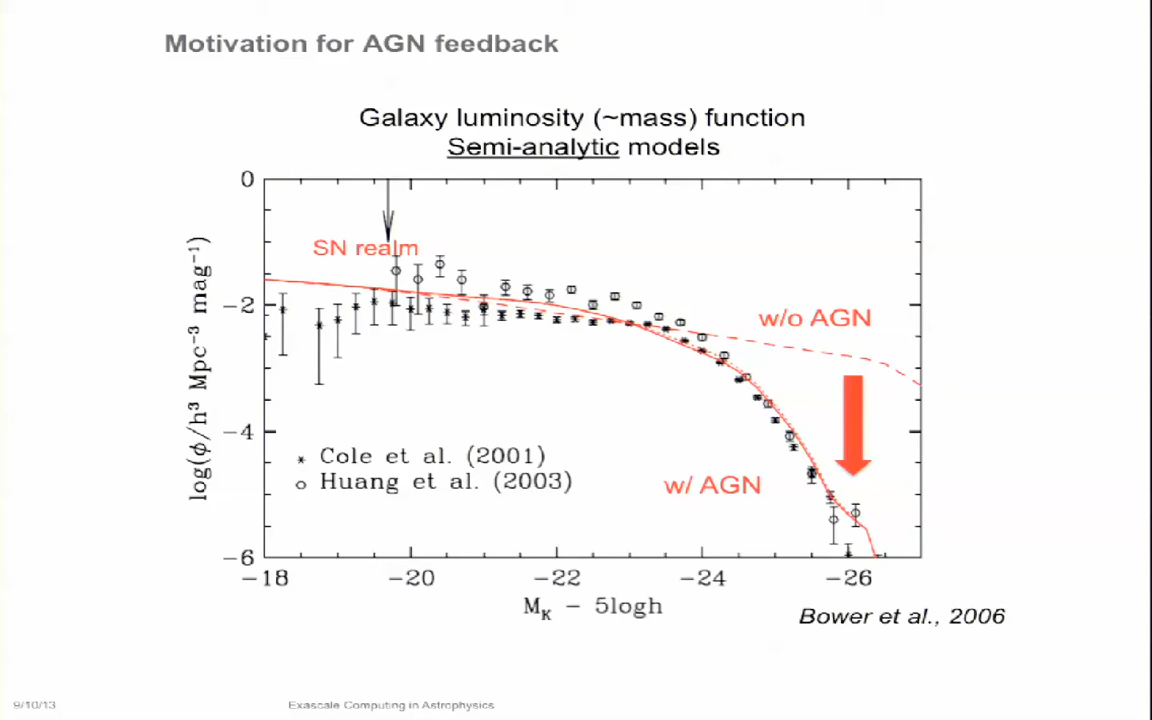 Motivation for AGN feedback
Galaxy luminosity (~mass) function
Semi-analytic models
0
SN realm
−2
w/o AGN
log(ϕ/h³ Mpc⁻³ mag⁻¹)
−4
Cole et al. (2001)
Huang et al. (2003)
w/ AGN
−6
−18 −20 −22 −24 −26
M_K − 5logh
Bower et al., 2006
9/10/13
Exascale Computing in Astrophysics